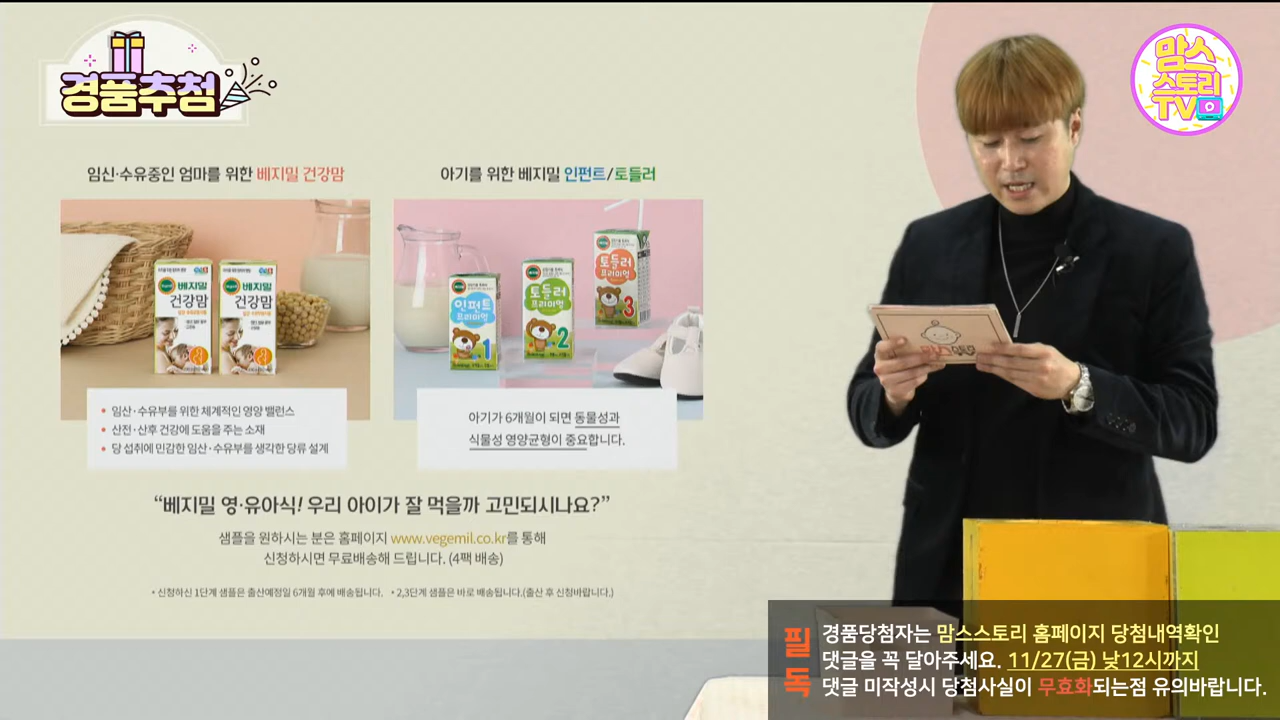 경품추첨
맘스
스토리
TV
임신·수유중인 엄마를 위한 베지밀 건강맘
아기를 위한 베지밀 인펀트/토들러
베지밀
건강맘
베지밀
건강맘
인펀트
프리미엄
1
토들러
프리미엄
2
토들러
프리미엄
3
• 임산·수유부를 위한 체계적인 영양 밸런스
• 산전·산후 건강에 도움을 주는 소재
• 당 섭취에 민감한 임산·수유부를 생각한 당류 설계
아기가 6개월이 되면 동물성과
식물성 영양균형이 중요합니다.
“베지밀 영·유아식! 우리 아이가 잘 먹을까 고민되시나요?”
샘플을 원하시는 분은 홈페이지 www.vegemil.co.kr를 통해
신청하시면 무료배송해 드립니다. (4팩 배송)
* 신청하신 1단계 샘플은 출산예정일 6개월 후에 배송됩니다. * 2,3단계 샘플은 바로 배송됩니다.(출산 후 신청바랍니다.)
필독
경품당첨자는 맘스스토리 홈페이지 당첨내역확인
댓글을 꼭 달아주세요. 11/27(금) 낮12시까지
댓글 미작성시 당첨사실이 무효화되는점 유의바랍니다.